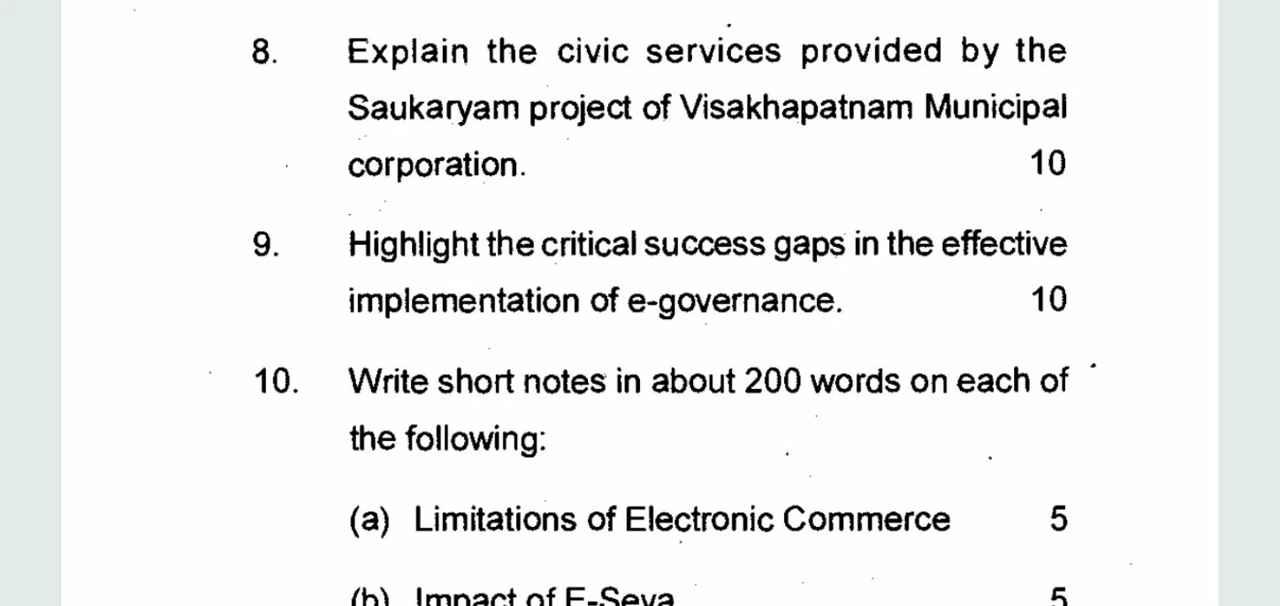 8. Explain the civic services provided by the
Saukaryam project of Visakhapatnam Municipal
corporation. 10
9. Highlight the critical success gaps in the effective
implementation of e-governance. 10
10. Write short notes in about 200 words on each of
the following:
(a) Limitations of Electronic Commerce 5
(b) Impact of E-Seva 5